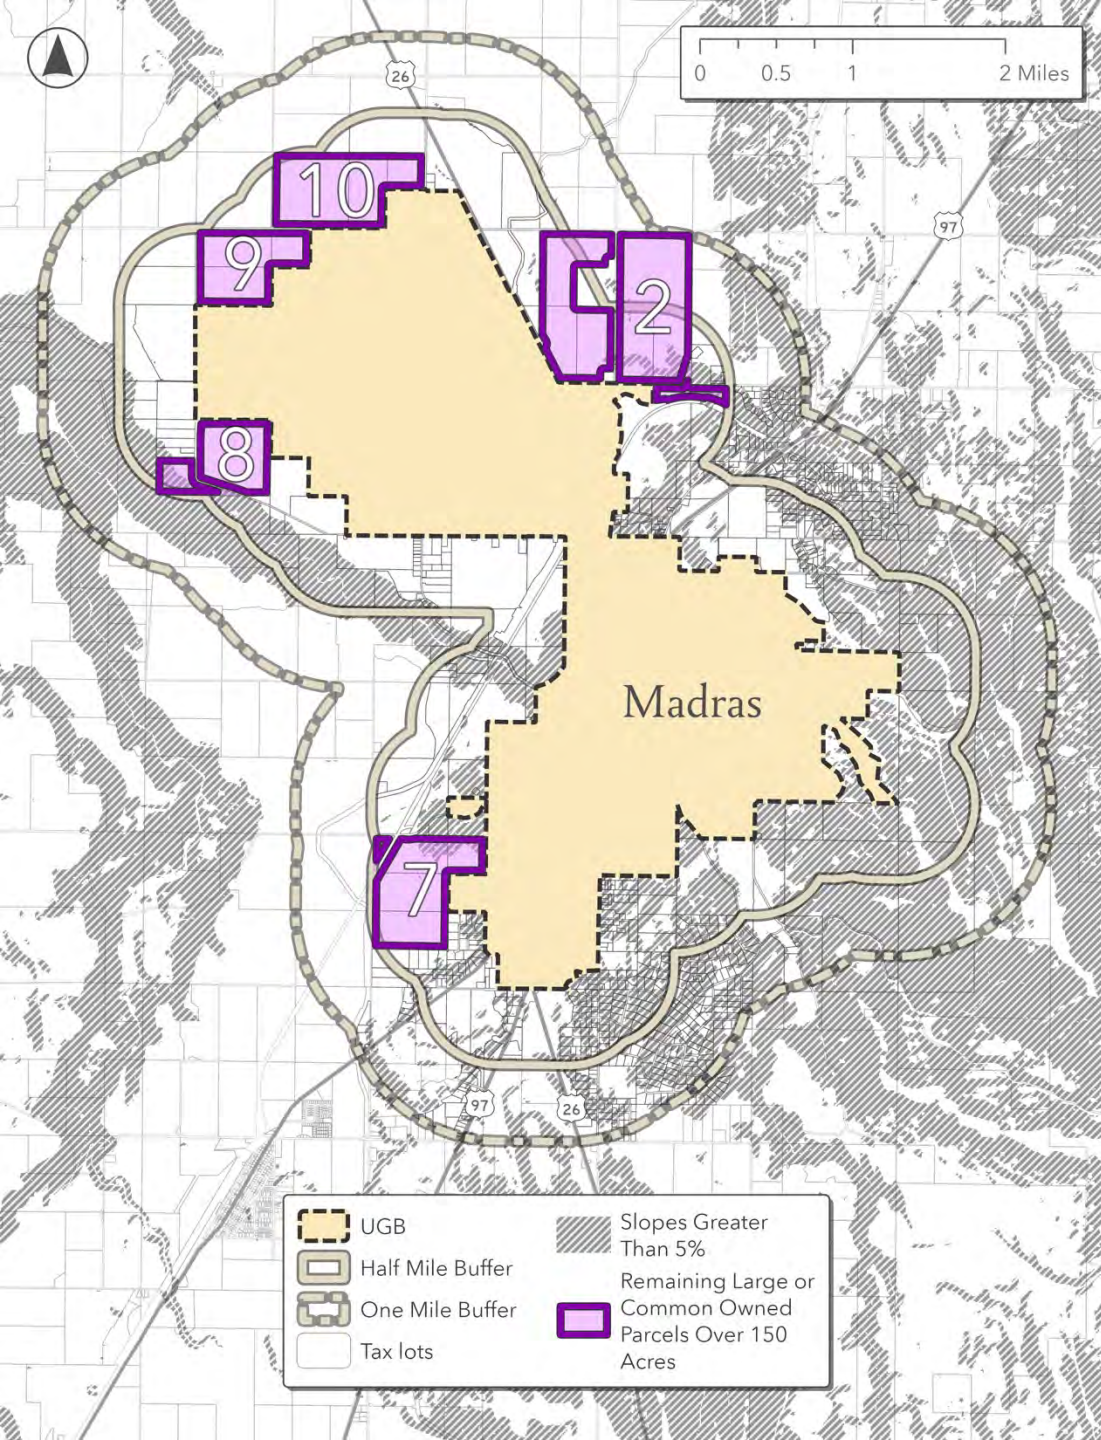 26
0 0.5 1 2 Miles
10
97
9
2
8
Madras
7
97
26
UGB
Half Mile Buffer
One Mile Buffer
Tax lots
Slopes Greater
Than 5%
Remaining Large or
Common Owned
Parcels Over 150
Acres